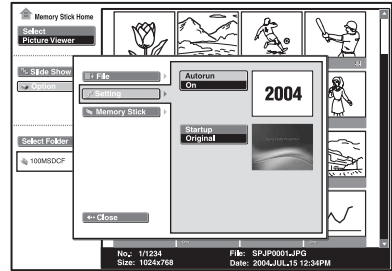 Memory Stick Home
Select
Picture Viewer
Slide Show
Option
Select Folder
100MSDCF
File
Setting
Memory Stick
Close
Autorun
On
2004
Startup
Original
No.: 1/1234
File: SPJP0001.JPG
Size: 1024x768
Date: 2004.JUL.15 12:34PM